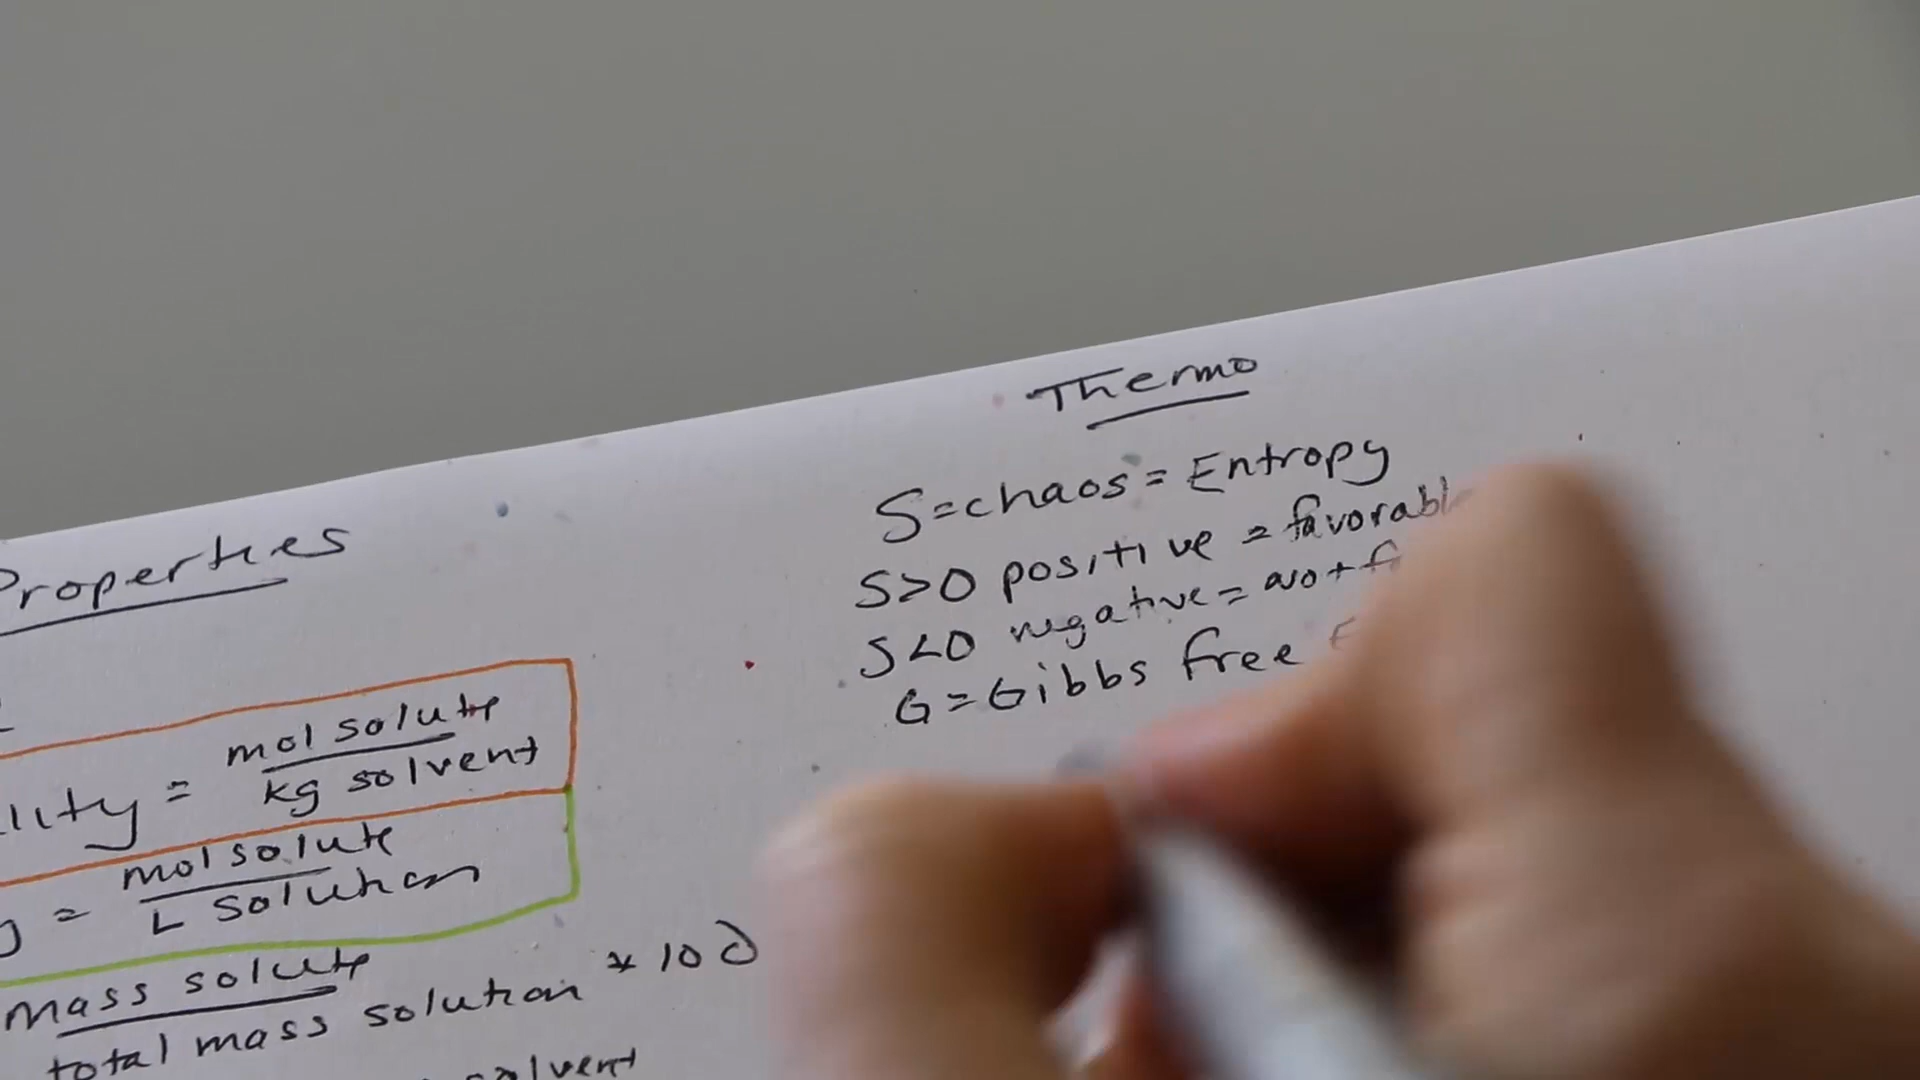 Properties
mol solute
kg solvent
=
mol solute
L solution
=
mass solute
total mass solution * 100
Thermo
S=chaos=Entropy
S>0 positive = favorabl
S<0 negative = not f
G=Gibbs free E